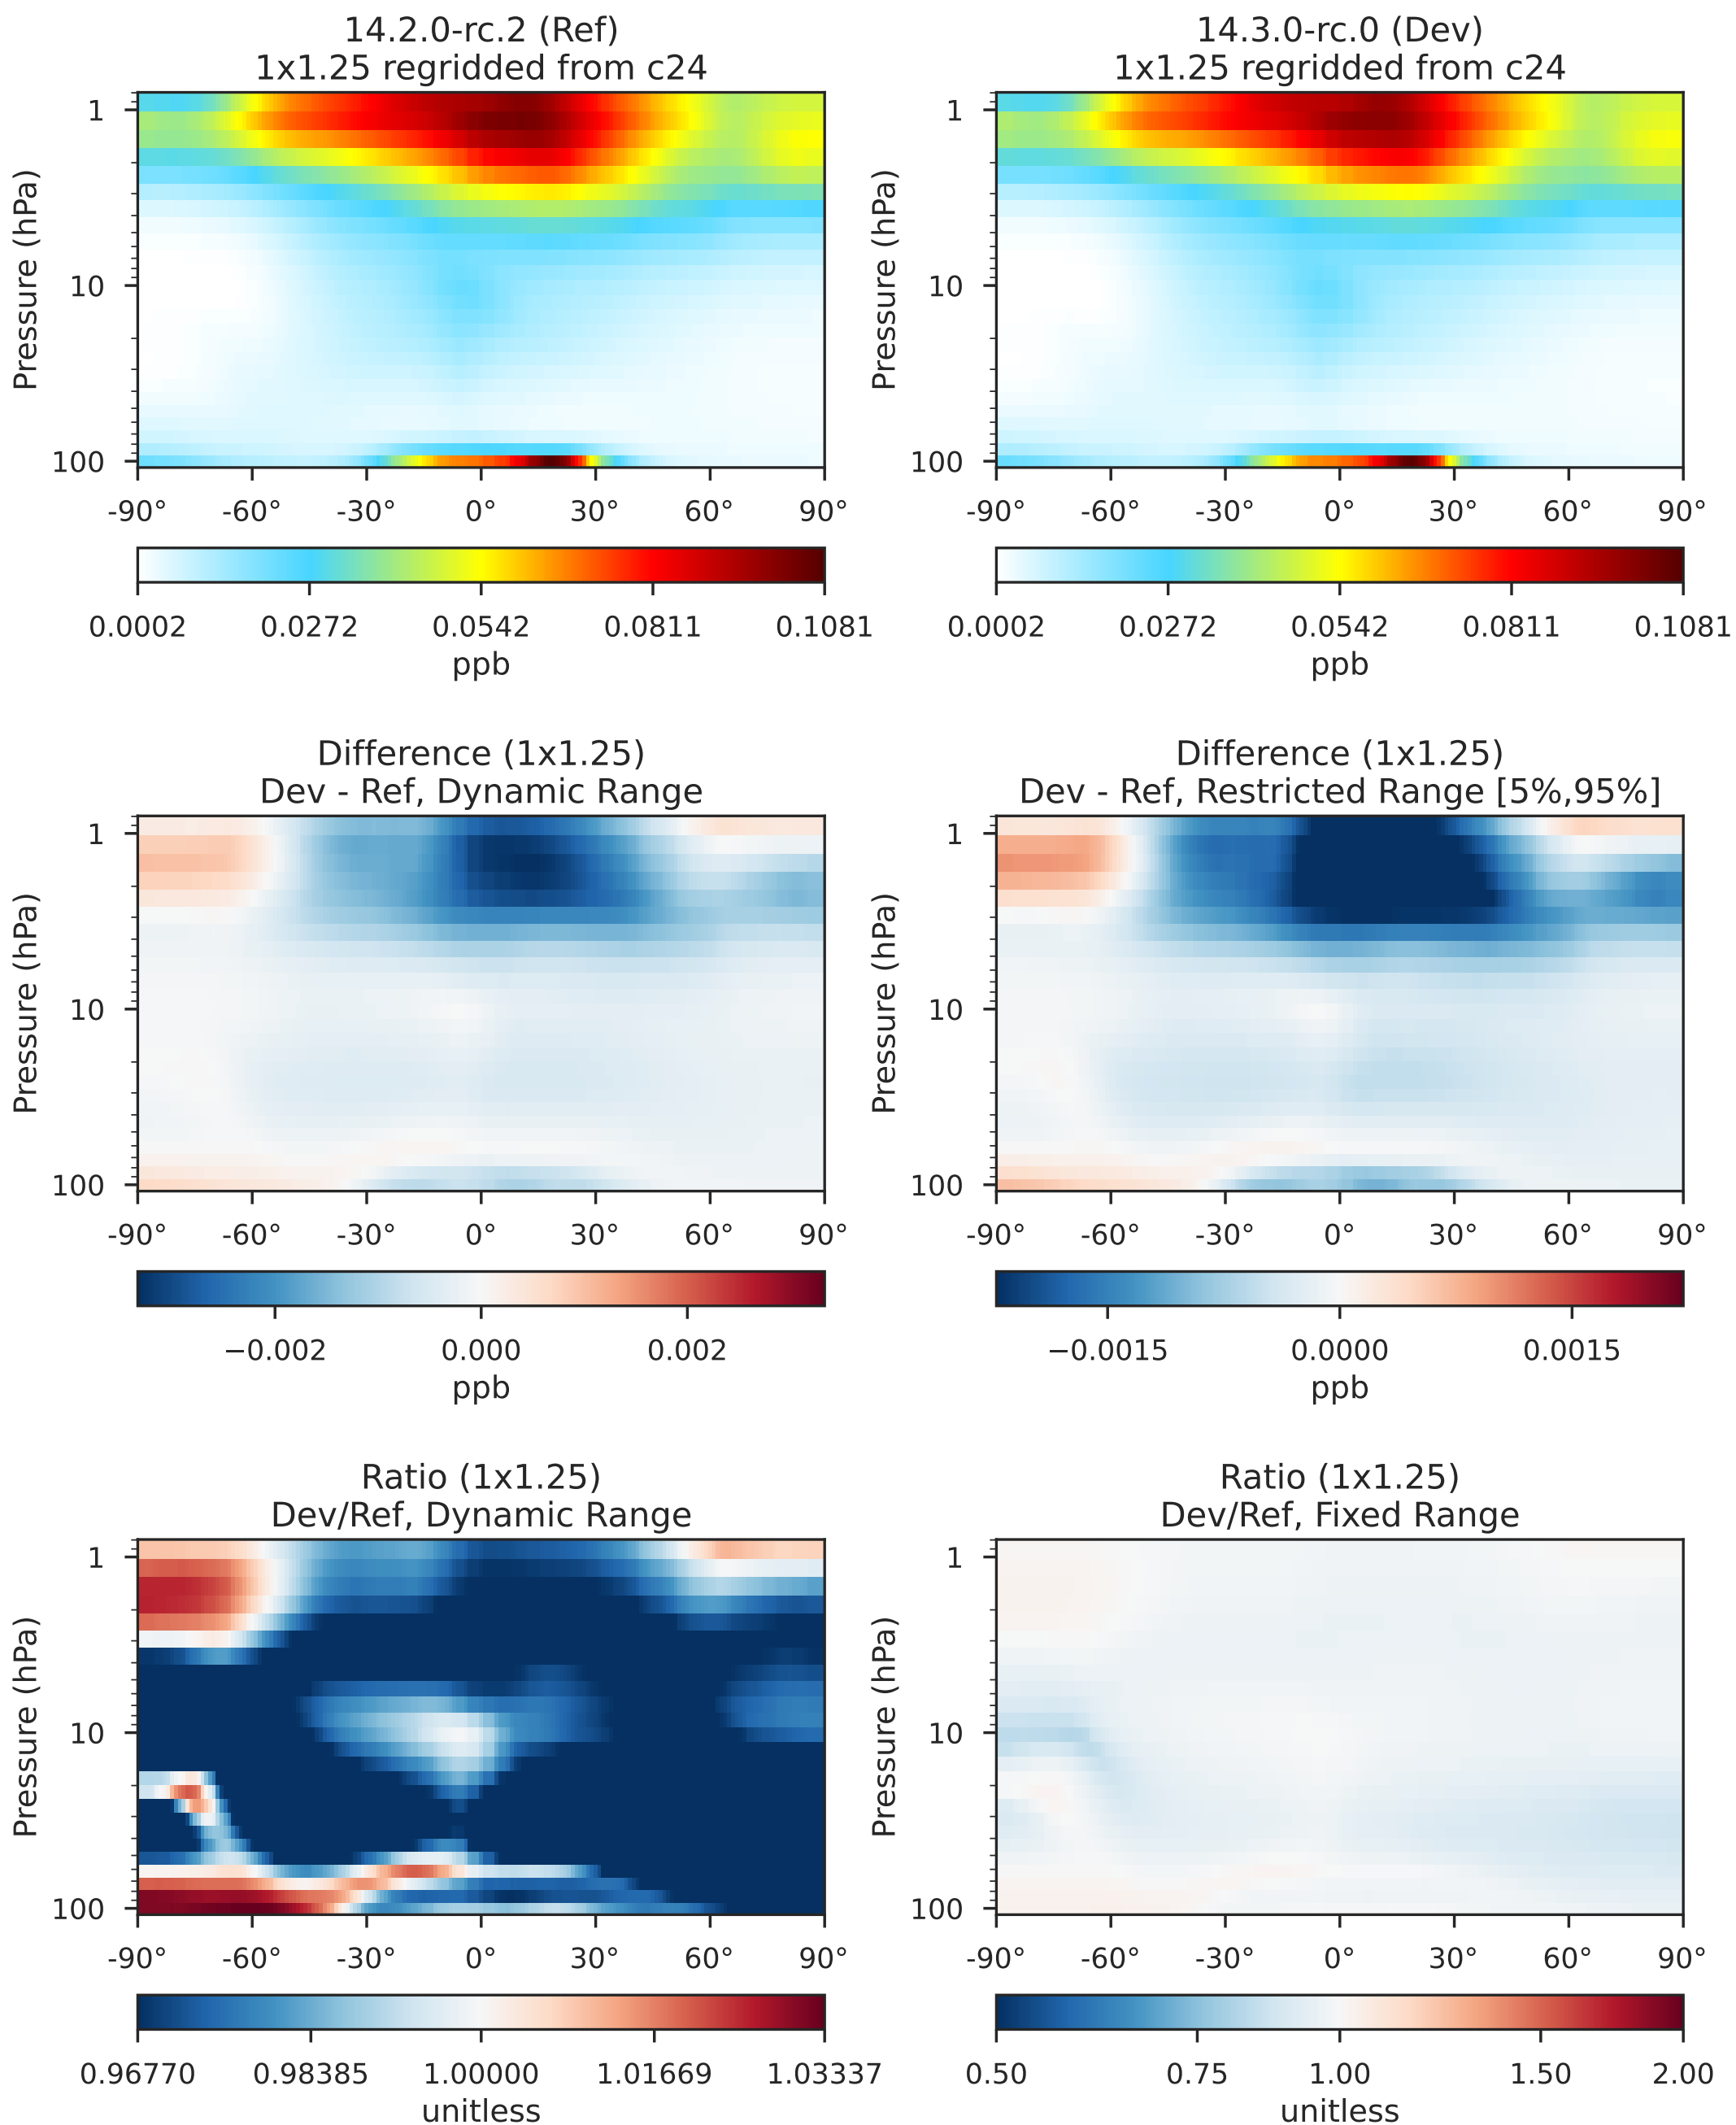 14.2.0-rc.2 (Ref)
1x1.25 regridded from c24
14.3.0-rc.0 (Dev)
1x1.25 regridded from c24
Pressure (hPa)
1
10
100
-90° -60° -30° 0° 30° 60° 90°
0.0002 0.0272 0.0542 0.0811 0.1081
ppb
Pressure (hPa)
1
10
100
-90° -60° -30° 0° 30° 60° 90°
0.0002 0.0272 0.0542 0.0811 0.1081
ppb
Difference (1x1.25)
Dev - Ref, Dynamic Range
Pressure (hPa)
1
10
100
-90° -60° -30° 0° 30° 60° 90°
−0.002 0.000 0.002
ppb
Difference (1x1.25)
Dev - Ref, Restricted Range [5%,95%]
Pressure (hPa)
1
10
100
-90° -60° -30° 0° 30° 60° 90°
−0.0015 0.0000 0.0015
ppb
Ratio (1x1.25)
Dev/Ref, Dynamic Range
Pressure (hPa)
1
10
100
-90° -60° -30° 0° 30° 60° 90°
0.96770 0.98385 1.00000 1.01669 1.03337
unitless
Ratio (1x1.25)
Dev/Ref, Fixed Range
Pressure (hPa)
1
10
100
-90° -60° -30° 0° 30° 60° 90°
0.50 0.75 1.00 1.50 2.00
unitless